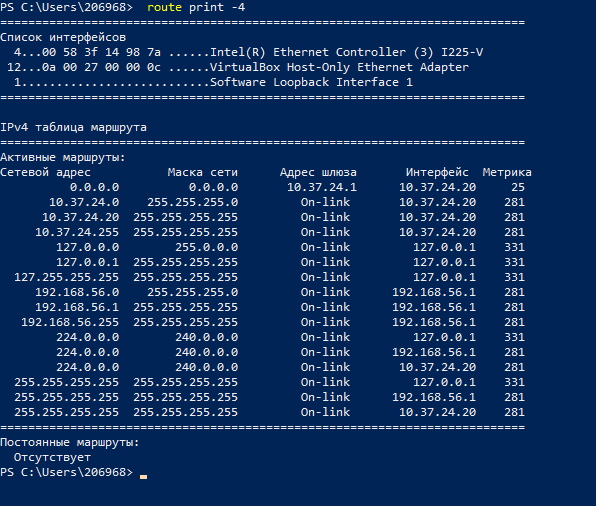 PS C:\Users\206968>  route print -4
===========================================================================
Список интерфейсов
  4...00 58 3f 14 98 7a ......Intel(R) Ethernet Controller (3) I225-V
 12...0a 00 27 00 00 0c ......VirtualBox Host-Only Ethernet Adapter
  1...........................Software Loopback Interface 1
===========================================================================
IPv4 таблица маршрута
===========================================================================
Активные маршруты:
Сетевой адрес           Маска сети      Адрес шлюза       Интерфейс  Метрика
          0.0.0.0          0.0.0.0       10.37.24.1      10.37.24.20     25
       10.37.24.0    255.255.255.0         On-link       10.37.24.20    281
      10.37.24.20  255.255.255.255         On-link       10.37.24.20    281
     10.37.24.255  255.255.255.255         On-link       10.37.24.20    281
        127.0.0.0        255.0.0.0         On-link         127.0.0.1    331
        127.0.0.1  255.255.255.255         On-link         127.0.0.1    331
  127.255.255.255  255.255.255.255         On-link         127.0.0.1    331
     192.168.56.0    255.255.255.0         On-link      192.168.56.1    281
     192.168.56.1  255.255.255.255         On-link      192.168.56.1    281
   192.168.56.255  255.255.255.255         On-link      192.168.56.1    281
        224.0.0.0        240.0.0.0         On-link         127.0.0.1    331
        224.0.0.0        240.0.0.0         On-link      192.168.56.1    281
        224.0.0.0        240.0.0.0         On-link       10.37.24.20    281
  255.255.255.255  255.255.255.255         On-link         127.0.0.1    331
  255.255.255.255  255.255.255.255         On-link      192.168.56.1    281
  255.255.255.255  255.255.255.255         On-link       10.37.24.20    281
===========================================================================
Постоянные маршруты:
  Отсутствует
PS C:\Users\206968>